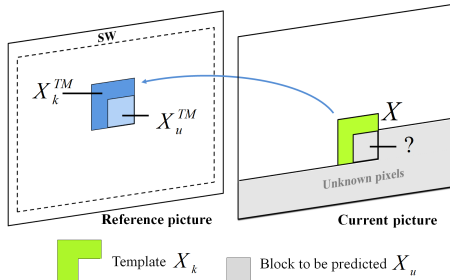 SW
X_k^{TM}
X_u^{TM}
X
?
Unknown pixels
Reference picture
Current picture
Template X_k
Block to be predicted X_u